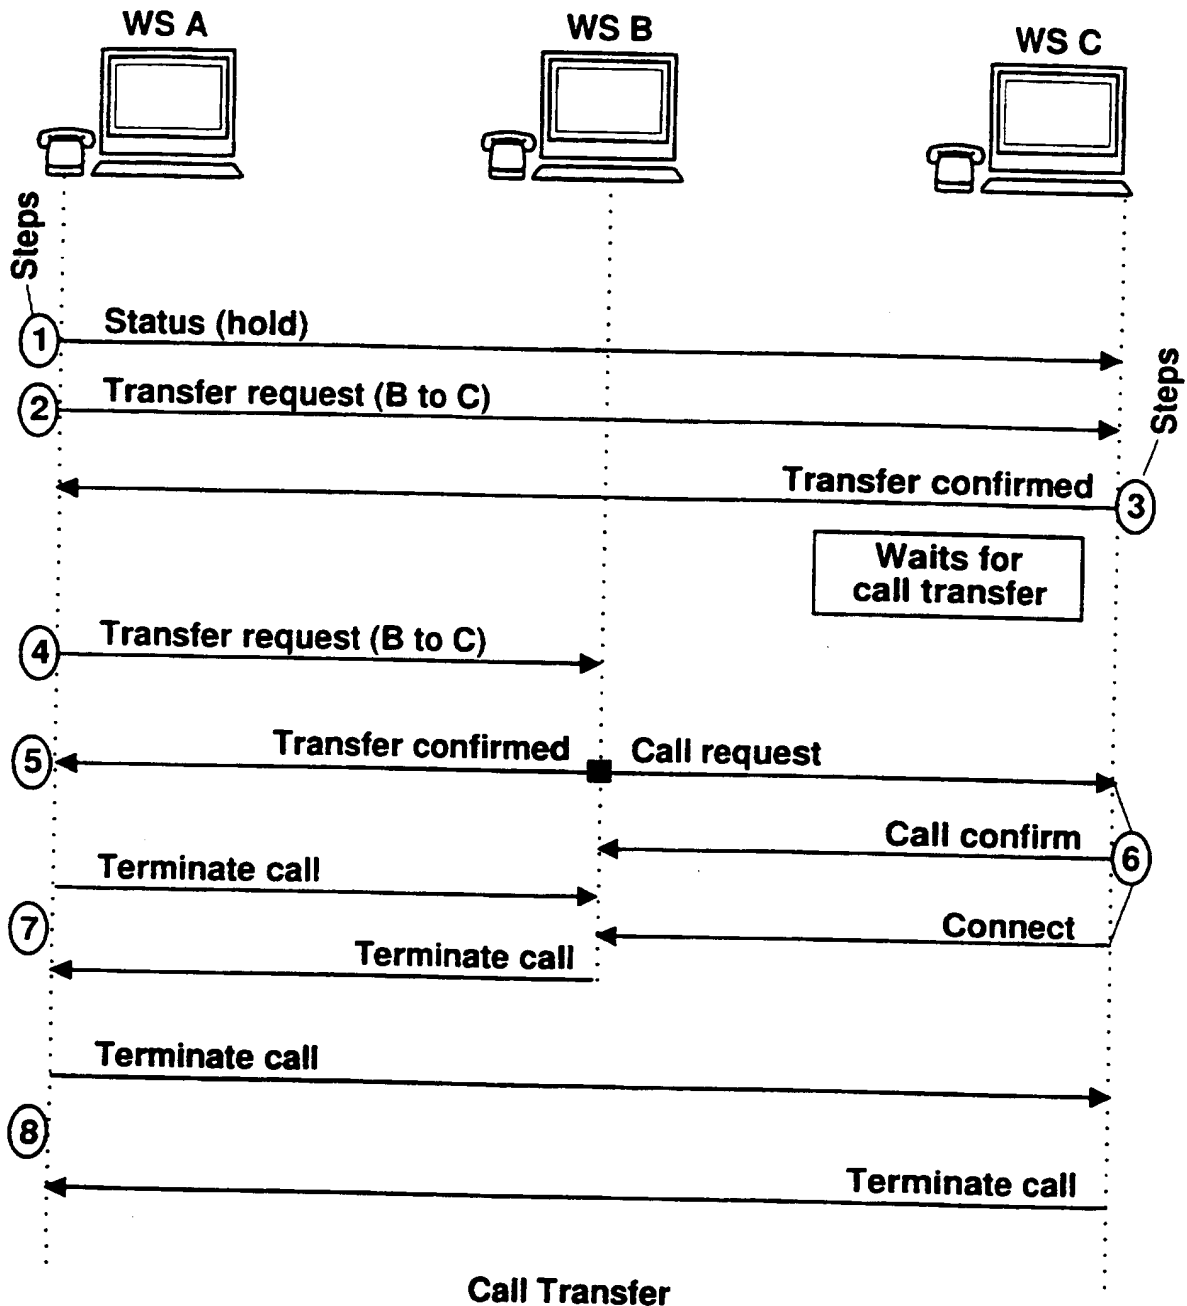 WS A
WS B
WS C
Steps
1
Status (hold)
2
Transfer request (B to C)
Steps
Transfer confirmed
3
Waits for
call transfer
4
Transfer request (B to C)
5
Transfer confirmed
Call request
Call confirm
6
Terminate call
7
Connect
Terminate call
Terminate call
8
Terminate call
Call Transfer